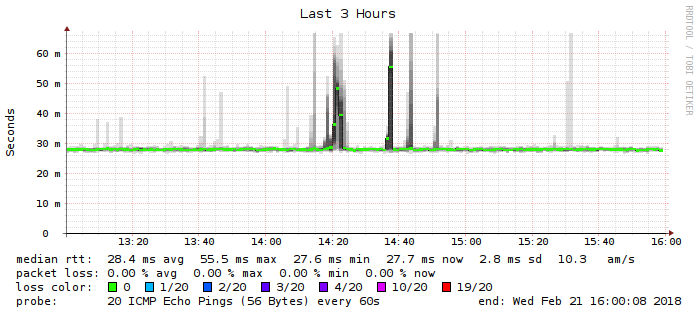 Last 3 Hours
RRDTOOL / TOBI OETIKER
Seconds
60 m
50 m
40 m
30 m
20 m
10 m
0
13:20 13:40 14:00 14:20 14:40 15:00 15:20 15:40 16:00
median rtt: 28.4 ms avg 55.5 ms max 27.6 ms min 27.7 ms now 2.8 ms sd 10.3 am/s
packet loss: 0.00 % avg 0.00 % max 0.00 % min 0.00 % now
loss color: 0 1/20 2/20 3/20 4/20 10/20 19/20
probe: 20 ICMP Echo Pings (56 Bytes) every 60s end: Wed Feb 21 16:00:08 2018